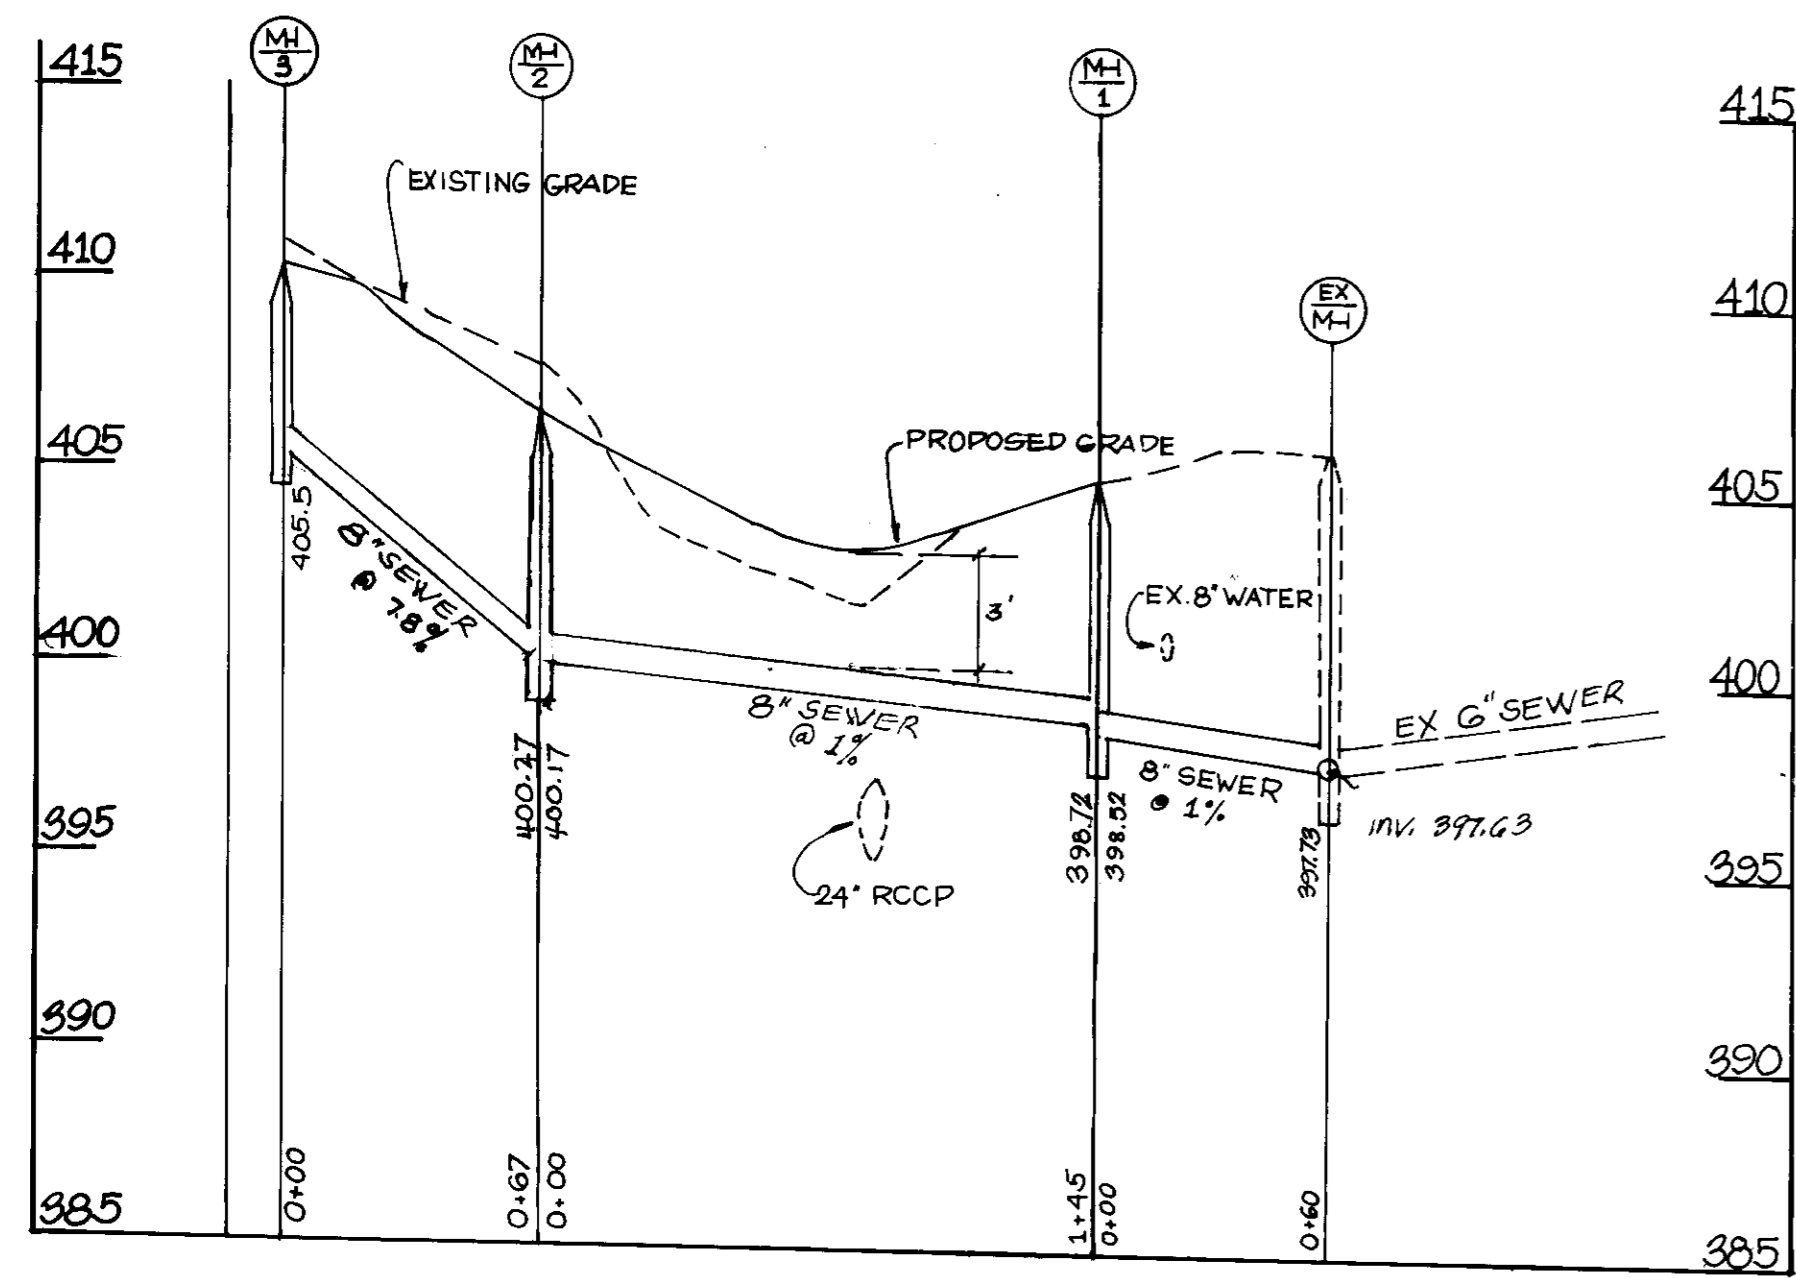 MH
3
MH
2
MH
1
EX
MH
415
410
405
400
395
390
385
415
410
405
400
395
390
385
EXISTING GRADE
PROPOSED GRADE
3'
EX. 8" WATER
405.5
8" SEWER
@ 7.8%
8" SEWER
@ 1%
8" SEWER
@ 1%
EX 6" SEWER
400.27
400.17
398.72
398.52
397.73
INV. 397.63
24" RCCP
0+00
0+67
0+00
1+45
0+00
0+60